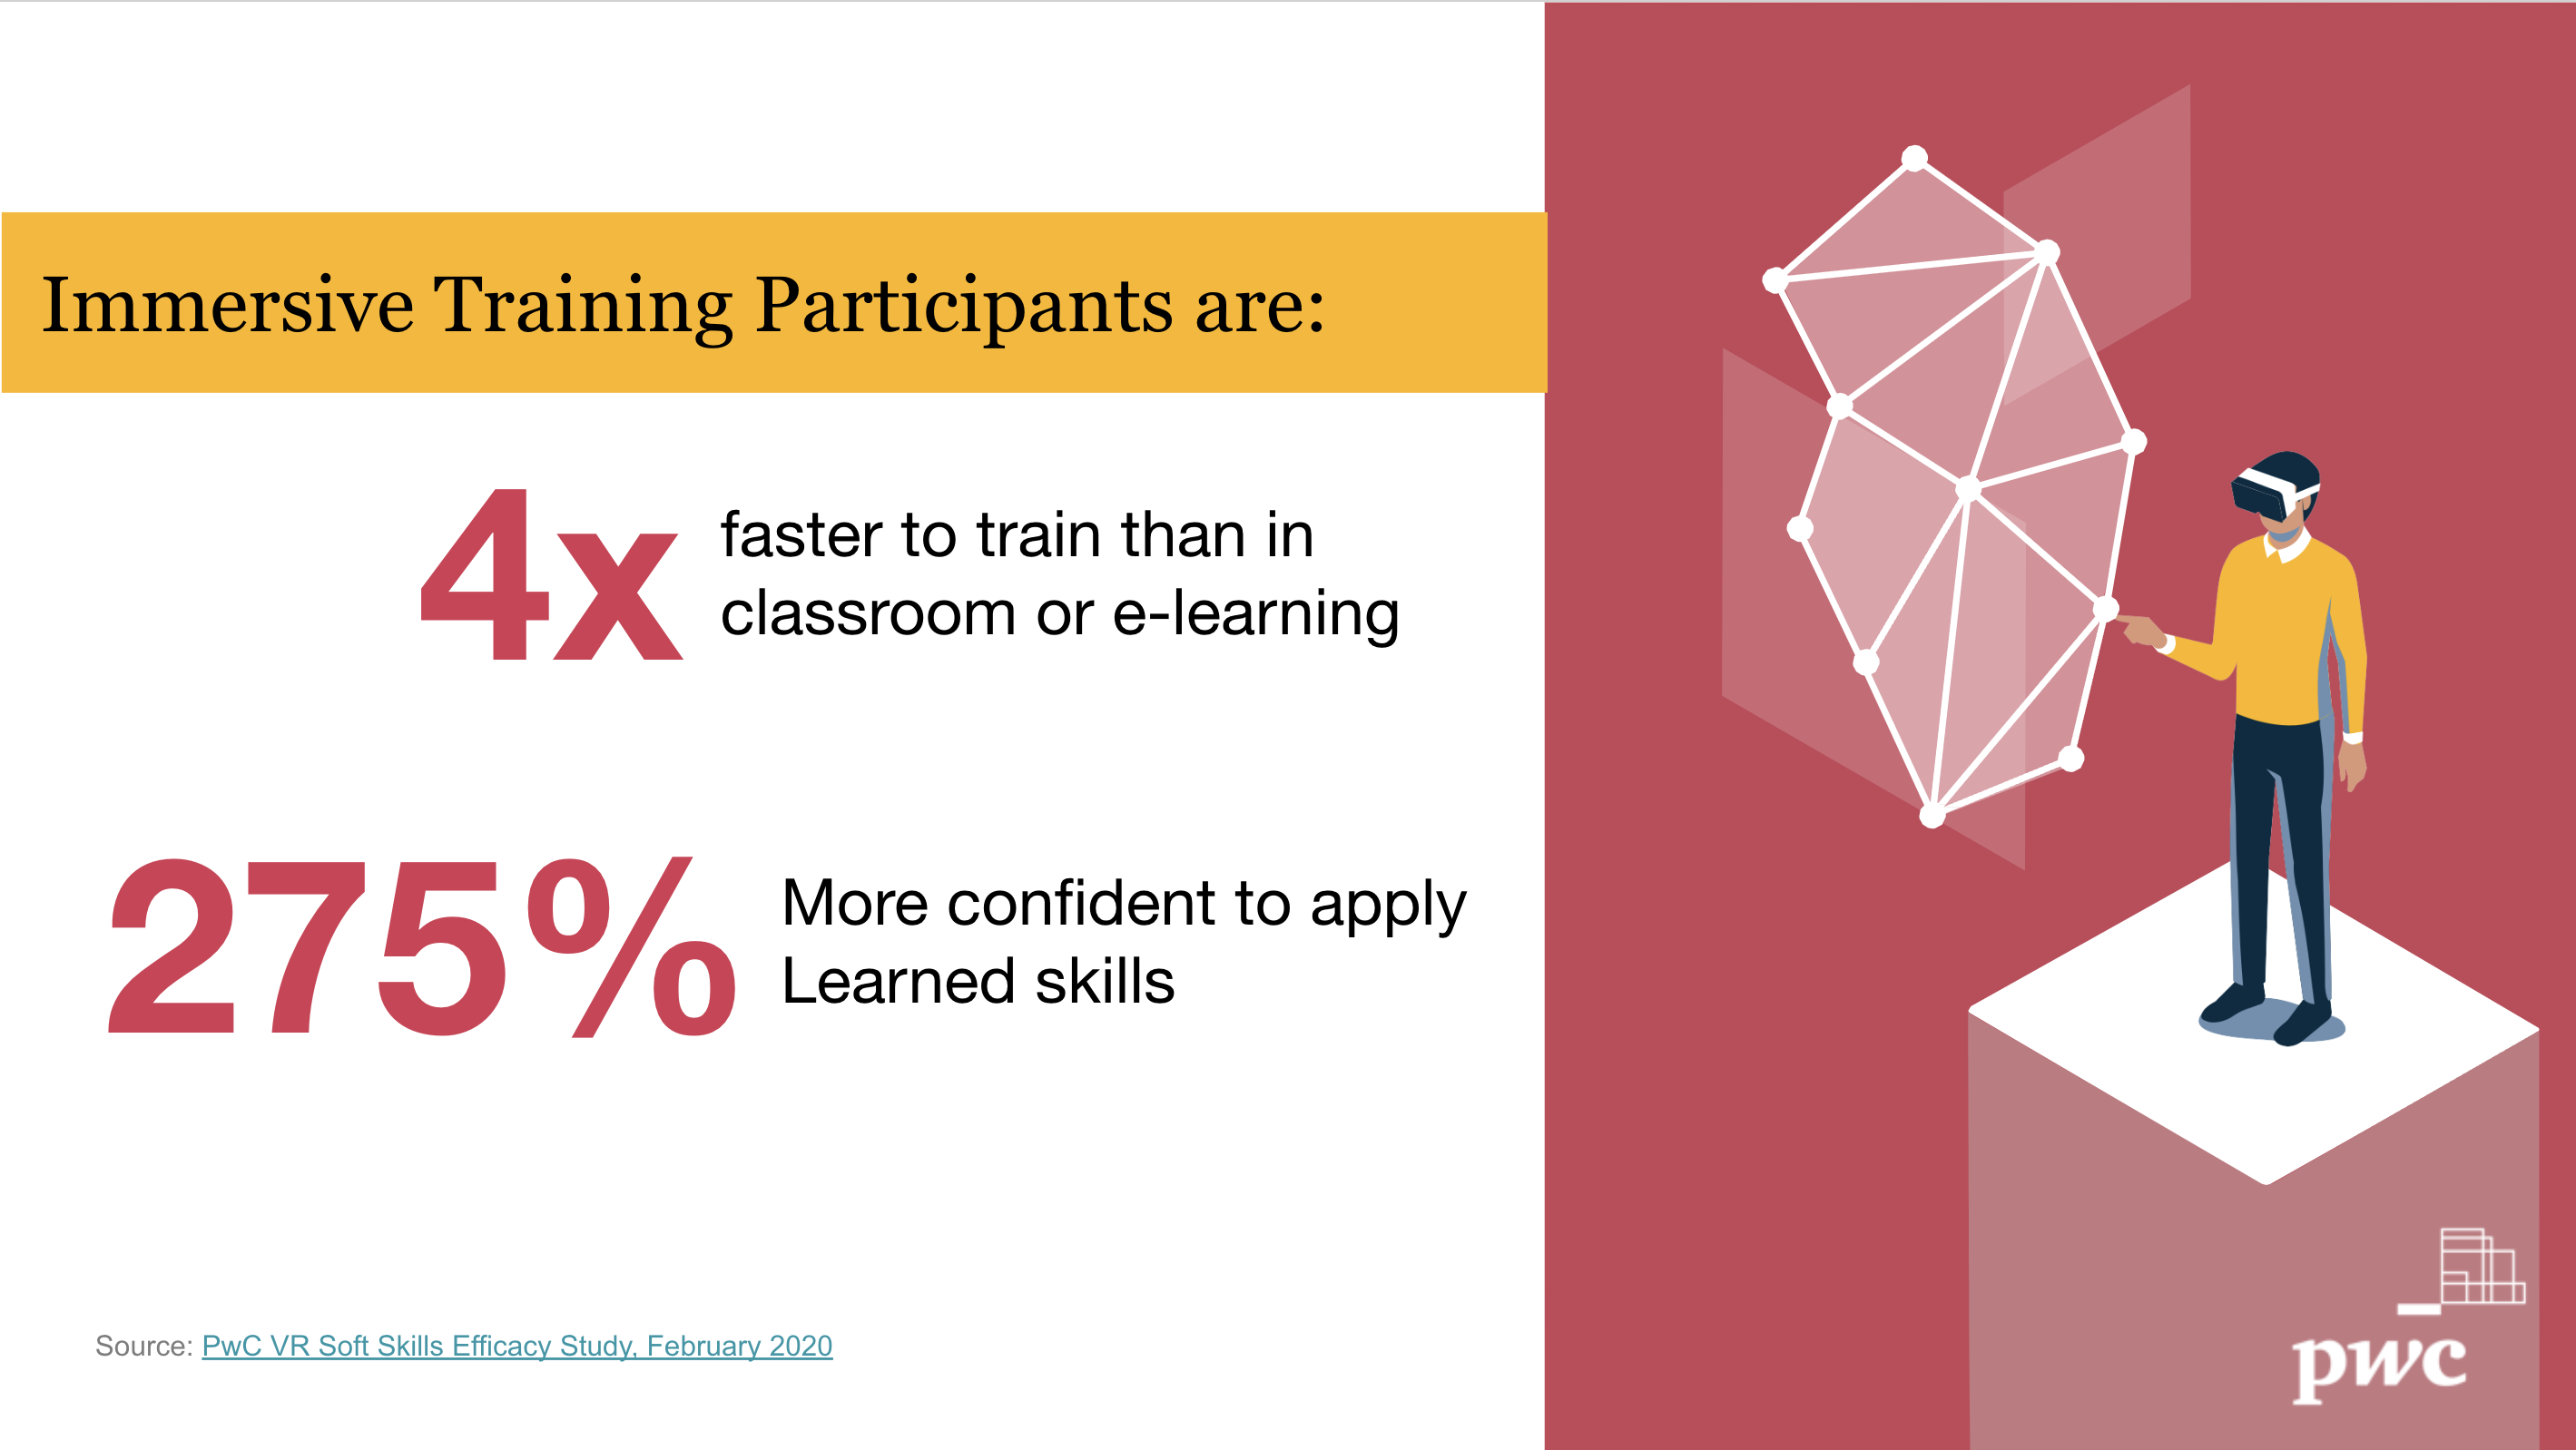 Immersive Training Participants are:
4x
faster to train than in
classroom or e-learning
275%
More confident to apply
Learned skills
Source: PwC VR Soft Skills Efficacy Study, February 2020
pwc